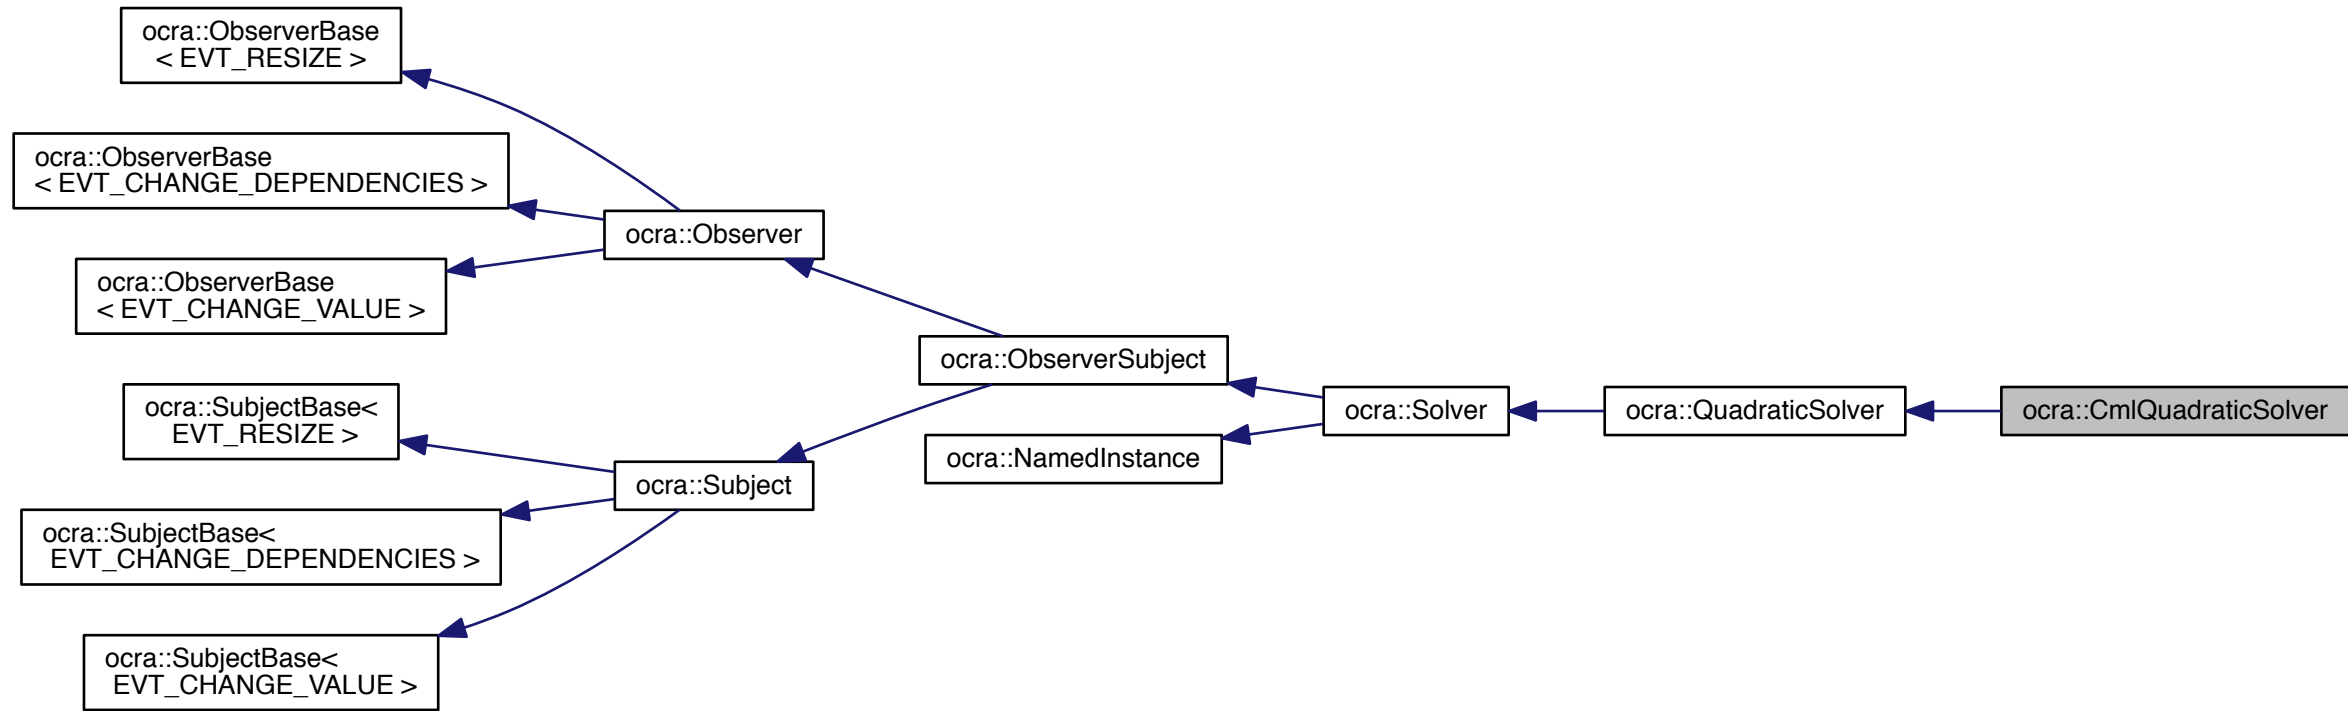 ocra::ObserverBase
< EVT_RESIZE >
ocra::ObserverBase
< EVT_CHANGE_DEPENDENCIES >
ocra::Observer
ocra::ObserverBase
< EVT_CHANGE_VALUE >
ocra::ObserverSubject
ocra::SubjectBase<
EVT_RESIZE >
ocra::Solver
ocra::QuadraticSolver
ocra::CmlQuadraticSolver
ocra::NamedInstance
ocra::Subject
ocra::SubjectBase<
EVT_CHANGE_DEPENDENCIES >
ocra::SubjectBase<
EVT_CHANGE_VALUE >